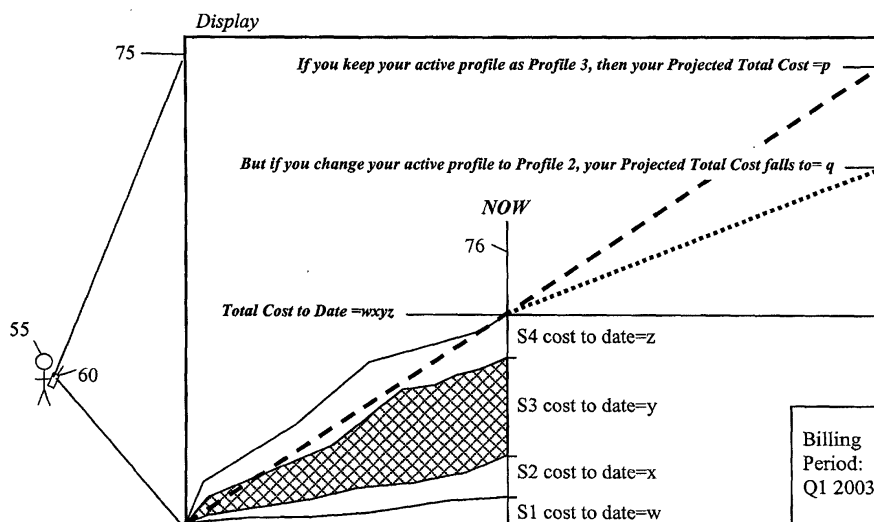 Display
75
If you keep your active profile as Profile 3, then your Projected Total Cost =p
But if you change your active profile to Profile 2, your Projected Total Cost falls to= q
NOW
76
Total Cost to Date =wxyz
55
60
S4 cost to date=z
S3 cost to date=y
S2 cost to date=x
S1 cost to date=w
Billing
Period:
Q1 2003